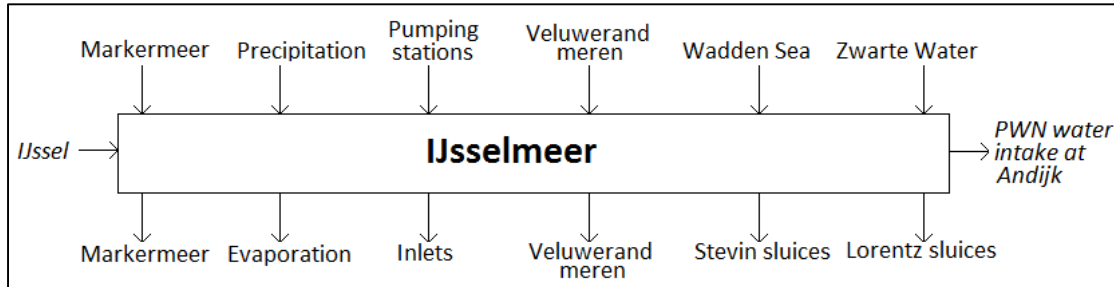 Markermeer
Precipitation
Pumping
stations
Veluwerand
meren
Wadden Sea
Zwarte Water
IJssel
IJsselmeer
PWN water
intake at
Andijk
Markermeer
Evaporation
Inlets
Veluwerand
meren
Stevin sluices
Lorentz sluices